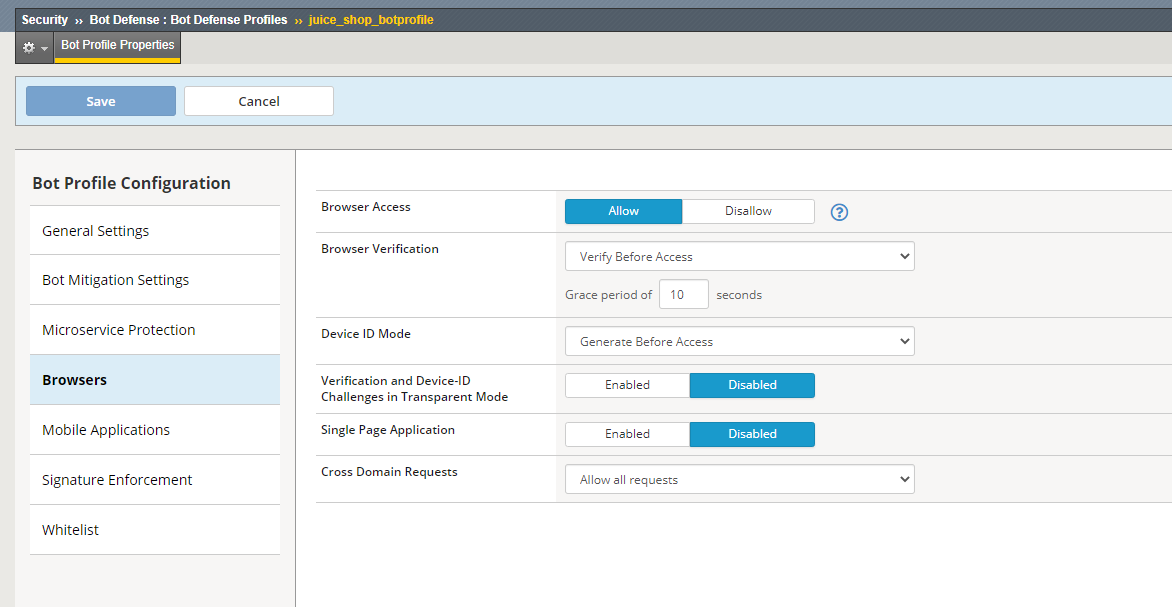 Security ›› Bot Defense : Bot Defense Profiles ›› juice_shop_botprofile
Bot Profile Properties
Save Cancel
Bot Profile Configuration
General Settings
Bot Mitigation Settings
Microservice Protection
Browsers
Mobile Applications
Signature Enforcement
Whitelist
Browser Access Allow Disallow ?
Browser Verification Verify Before Access
Grace period of 10 seconds
Device ID Mode Generate Before Access
Verification and Device-ID
Challenges in Transparent Mode Enabled Disabled
Single Page Application Enabled Disabled
Cross Domain Requests Allow all requests